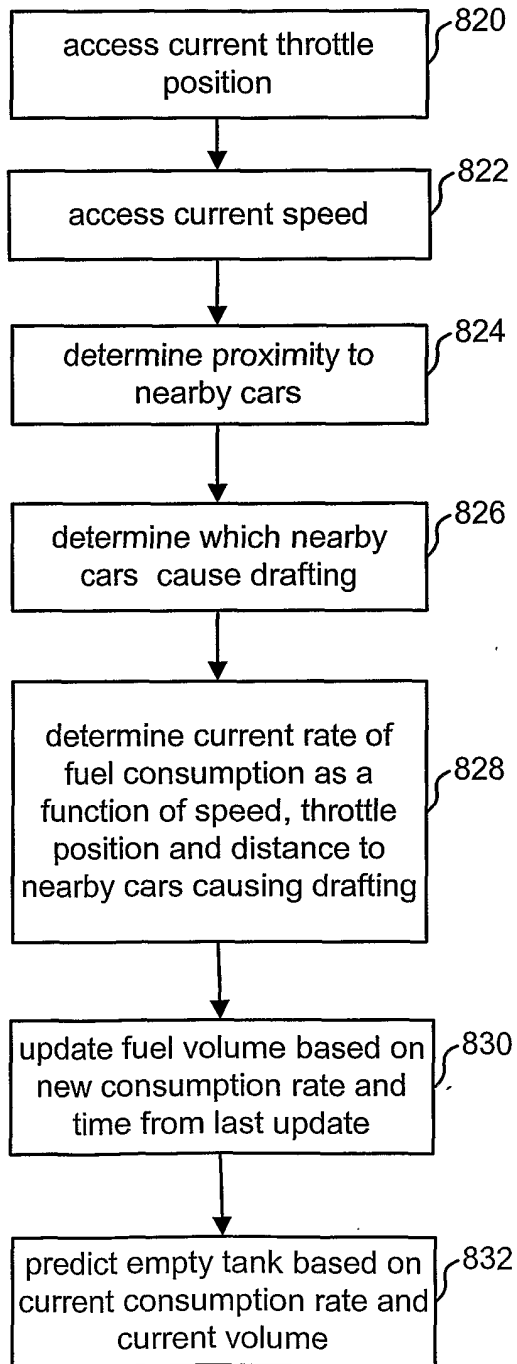 820
access current throttle
position
822
access current speed
824
determine proximity to
nearby cars
826
determine which nearby
cars cause drafting
828
determine current rate of
fuel consumption as a
function of speed, throttle
position and distance to
nearby cars causing drafting
830
update fuel volume based on
new consumption rate and
time from last update
832
predict empty tank based on
current consumption rate and
current volume